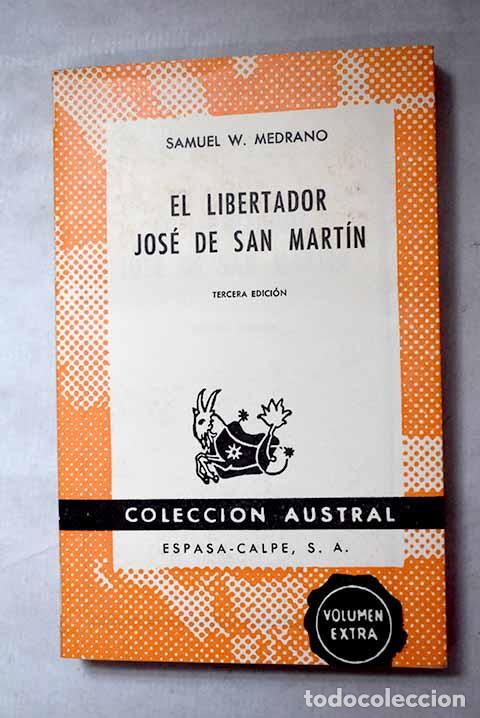 SAMUEL W. MEDRANO
EL LIBERTADOR
JOSÉ DE SAN MARTÍN
TERCERA EDICIÓN
COLECCION AUSTRAL
ESPASA-CALPE, S. A.
VOLUMEN
EXTRA
todocoleccion